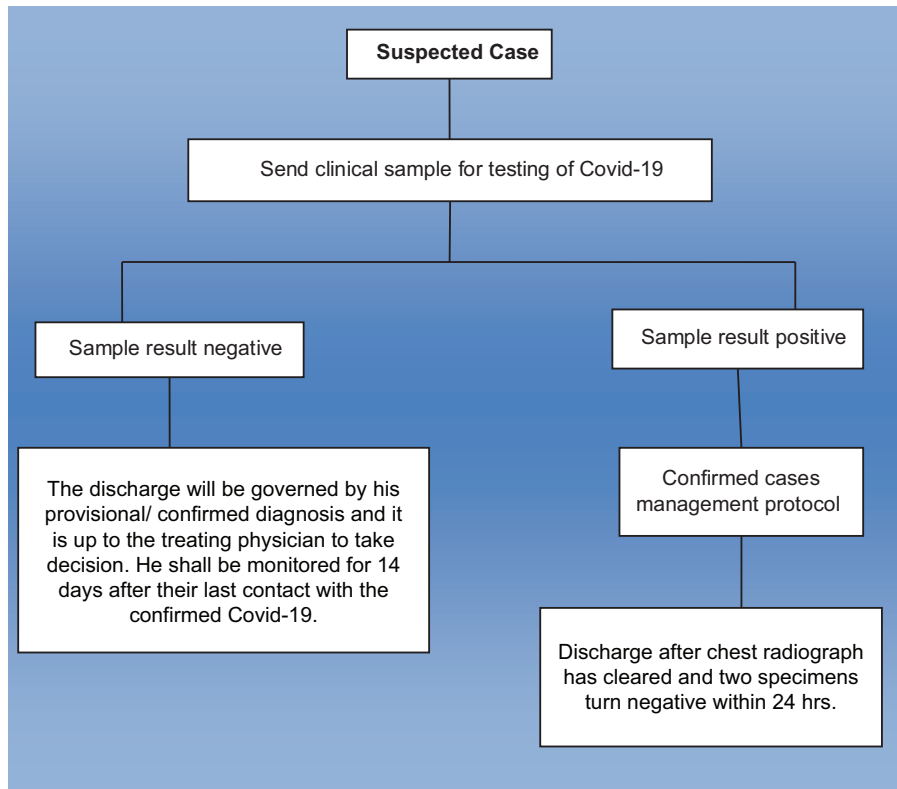 Suspected Case
Send clinical sample for testing of Covid-19
Sample result negative
Sample result positive
The discharge will be governed by his
provisional/ confirmed diagnosis and it
is up to the treating physician to take
decision. He shall be monitored for 14
days after their last contact with the
confirmed Covid-19.
Confirmed cases
management protocol
Discharge after chest radiograph
has cleared and two specimens
turn negative within 24 hrs.